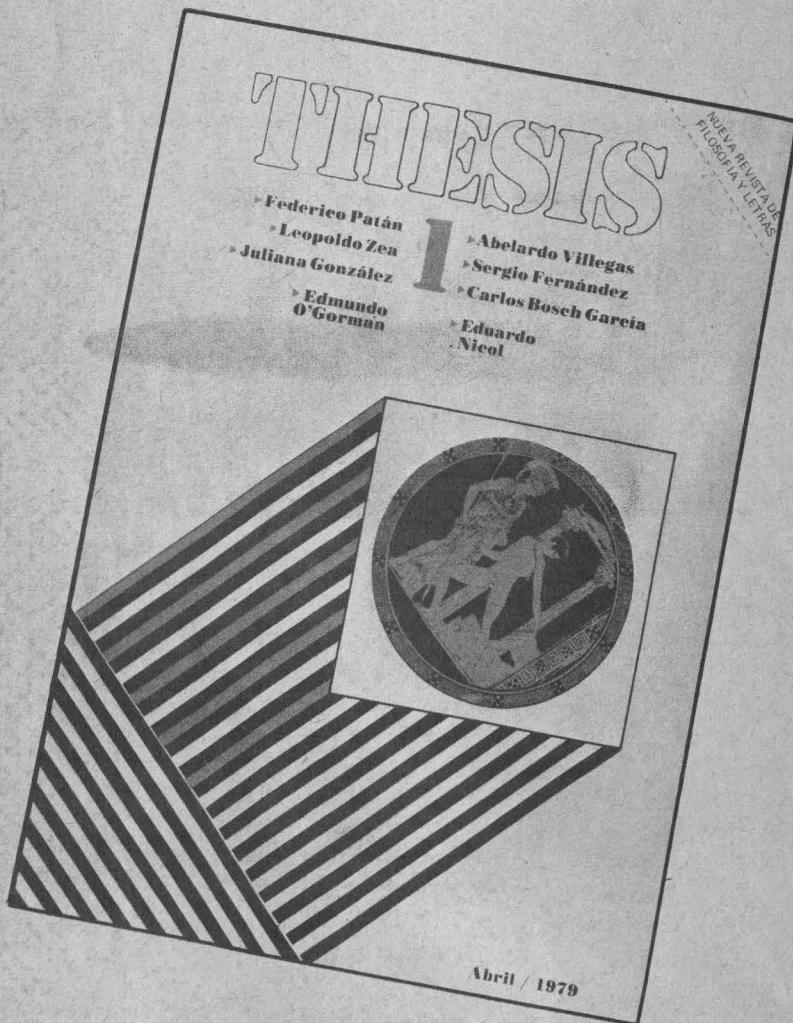 THESIS
NUEVA REVISTA DE
FILOSOFIA Y LETRAS
1
▸Federico Patán
▸Leopoldo Zea
▸Juliana González
▸Edmundo
O'Gorman
▸Abelardo Villegas
▸Sergio Fernández
▸Carlos Bosch García
▸Eduardo
Nicol
Abril / 1979